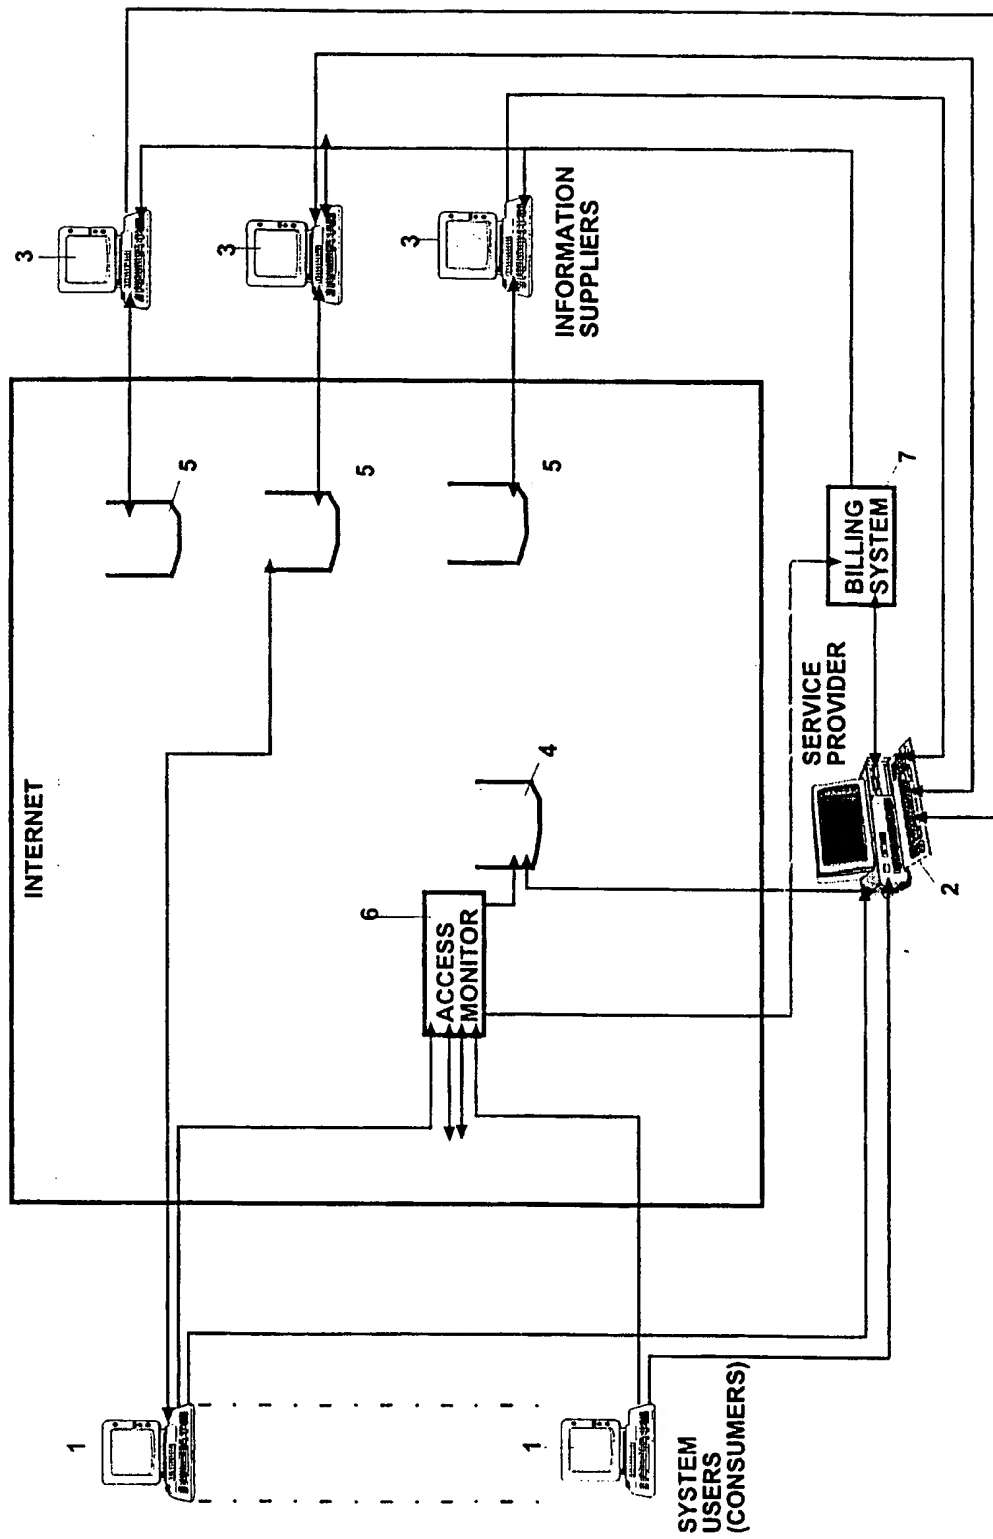 INTERNET
3
3
3
INFORMATION
SUPPLIERS
5
5
5
4
6
ACCESS
MONITOR
BILLING
SYSTEM
7
SERVICE
PROVIDER
2
1
1
SYSTEM
USERS
(CONSUMERS)